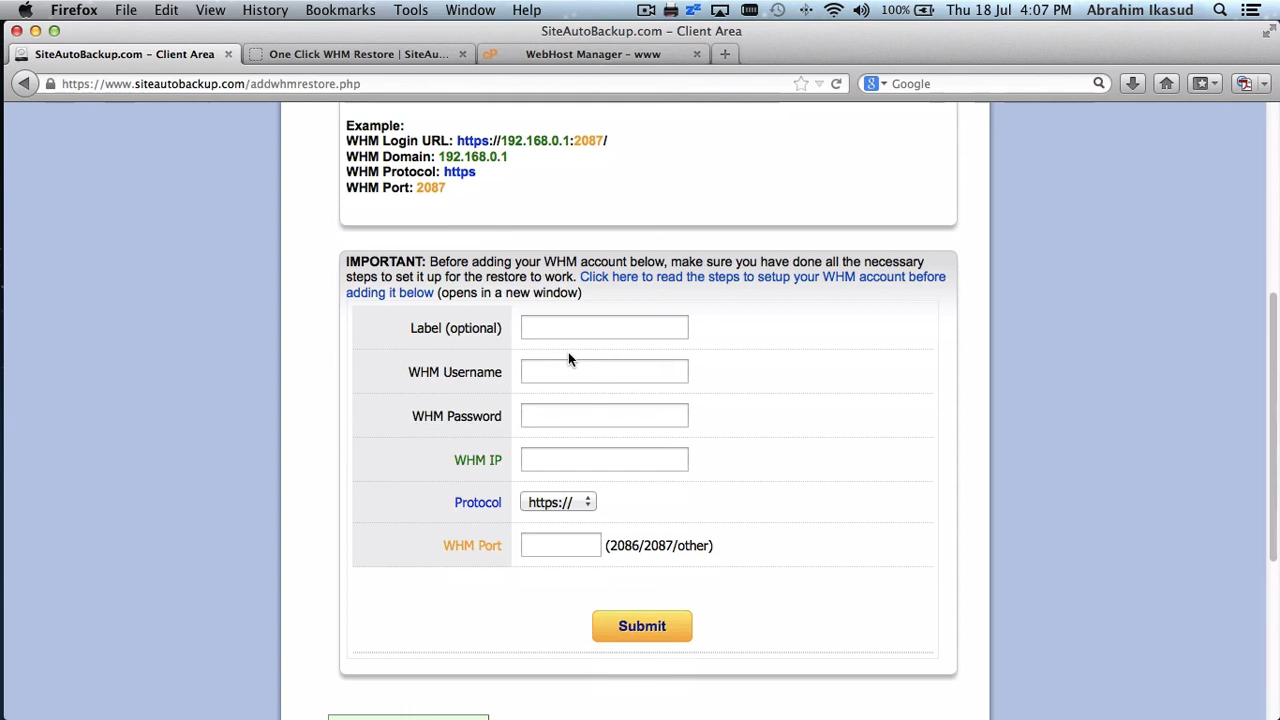 Firefox File Edit View History Bookmarks Tools Window Help 100% Thu 18 Jul 4:07 PM Abrahim Ikasud
SiteAutoBackup.com - Client Area
SiteAutoBackup.com - Client Area One Click WHM Restore | SiteAu... cP WebHost Manager - www
https://www.siteautobackup.com/addwhmrestore.php Google
Example:
WHM Login URL: https://192.168.0.1:2087/
WHM Domain: 192.168.0.1
WHM Protocol: https
WHM Port: 2087
IMPORTANT: Before adding your WHM account below, make sure you have done all the necessary
steps to set it up for the restore to work. Click here to read the steps to setup your WHM account before
adding it below (opens in a new window)
Label (optional)
WHM Username
WHM Password
WHM IP
Protocol https://
WHM Port (2086/2087/other)
Submit